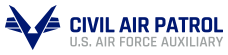 CIVIL AIR PATROL
U.S. AIR FORCE AUXILIARY